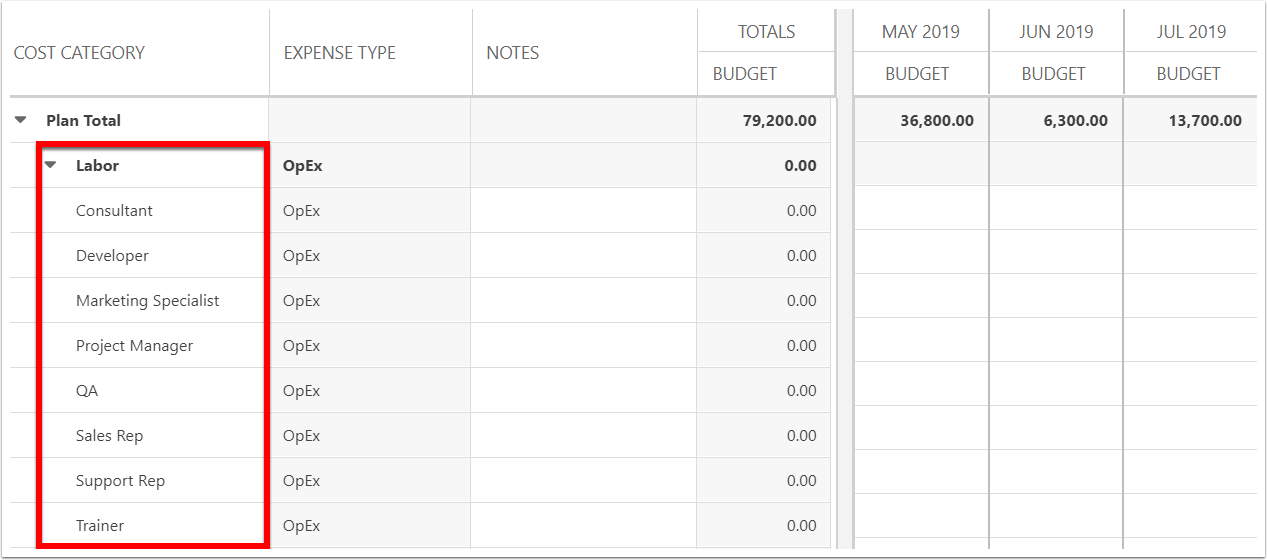 COST CATEGORY EXPENSE TYPE NOTES TOTALS MAY 2019 JUN 2019 JUL 2019
BUDGET BUDGET BUDGET BUDGET
Plan Total 79,200.00 36,800.00 6,300.00 13,700.00
Labor OpEx 0.00
Consultant OpEx 0.00
Developer OpEx 0.00
Marketing Specialist OpEx 0.00
Project Manager OpEx 0.00
QA OpEx 0.00
Sales Rep OpEx 0.00
Support Rep OpEx 0.00
Trainer OpEx 0.00